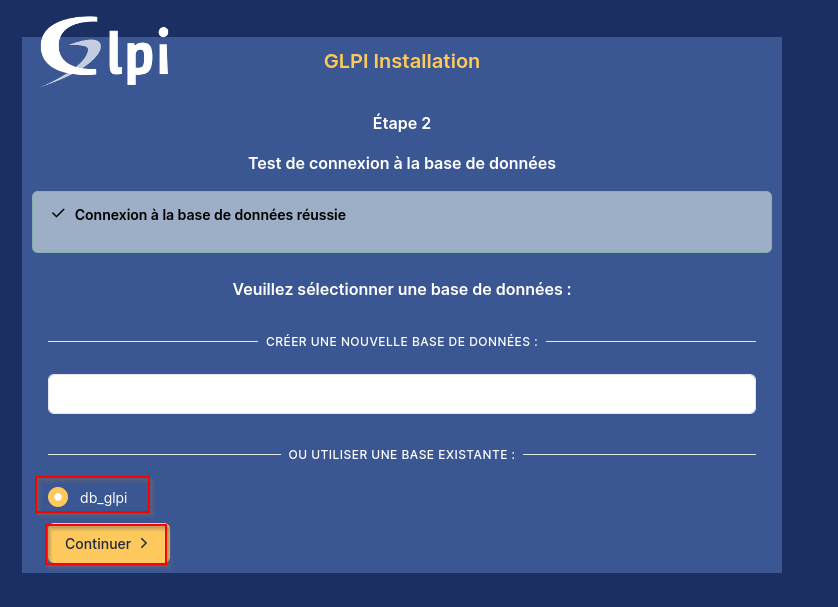 Glpi
GLPI Installation
Étape 2
Test de connexion à la base de données
Connexion à la base de données réussie
Veuillez sélectionner une base de données :
CRÉER UNE NOUVELLE BASE DE DONNÉES :
OU UTILISER UNE BASE EXISTANTE :
db_glpi
Continuer